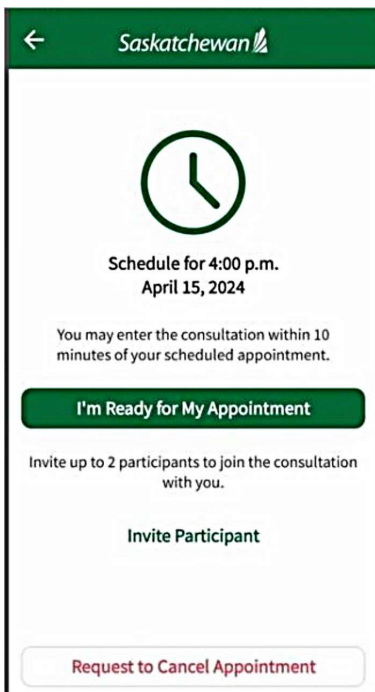 Saskatchewan
Schedule for 4:00 p.m.
April 15, 2024
You may enter the consultation within 10
minutes of your scheduled appointment.
I'm Ready for My Appointment
Invite up to 2 participants to join the consultation
with you.
Invite Participant
Request to Cancel Appointment